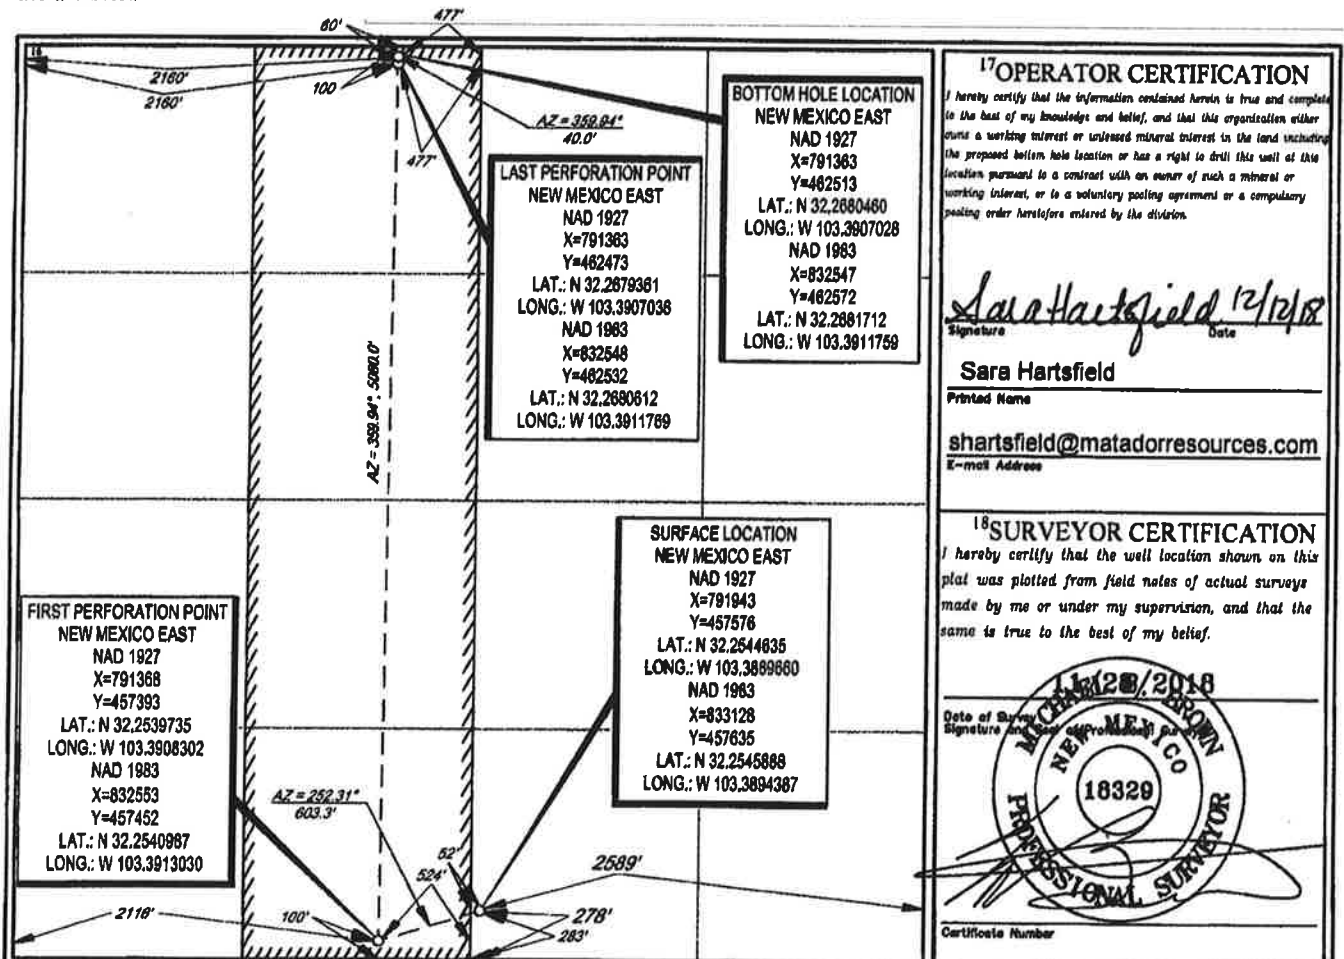 16
60'
477'
2160'
2160'
100
AZ = 359.94°
40.0'
477'
BOTTOM HOLE LOCATION
NEW MEXICO EAST
NAD 1927
X=791363
Y=462513
LAT.: N 32.2680460
LONG.: W 103.3907028
NAD 1983
X=832547
Y=462572
LAT.: N 32.2681712
LONG.: W 103.3911759
LAST PERFORATION POINT
NEW MEXICO EAST
NAD 1927
X=791363
Y=462473
LAT.: N 32.2679361
LONG.: W 103.3907036
NAD 1983
X=832548
Y=462532
LAT.: N 32.2680612
LONG.: W 103.3911769
AZ = 359.94°, 5080.0'
SURFACE LOCATION
NEW MEXICO EAST
NAD 1927
X=791943
Y=457576
LAT.: N 32.2544635
LONG.: W 103.3889660
NAD 1983
X=833128
Y=457635
LAT.: N 32.2545888
LONG.: W 103.3894387
FIRST PERFORATION POINT
NEW MEXICO EAST
NAD 1927
X=791368
Y=457393
LAT.: N 32.2539735
LONG.: W 103.3908302
NAD 1983
X=832553
Y=457452
LAT.: N 32.2540987
LONG.: W 103.3913030
AZ = 252.31°
603.3'
52'
524'
2589'
2116'
100'
278'
283'
17 OPERATOR CERTIFICATION
I hereby certify that the information contained herein is true and complete
to the best of my knowledge and belief, and that this organization either
owns a working interest or unleased mineral interest in the land including
the proposed bottom hole location or has a right to drill this well at this
location pursuant to a contract with an owner of such a mineral or
working interest, or to a voluntary pooling agreement or a compulsory
pooling order heretofore entered by the division.
Sara Hartsfield 12/12/18
Signature Date
Sara Hartsfield
Printed Name
shartsfield@matadorresources.com
E-mail Address
18 SURVEYOR CERTIFICATION
I hereby certify that the well location shown on this
plat was plotted from field notes of actual surveys
made by me or under my supervision, and that the
same is true to the best of my belief.
/2018
Date of Survey
Signature and Seal of Professional
MICHAEL BROWN
NEW MEXICO
18329
PROFESSIONAL SURVEYOR
Certificate Number